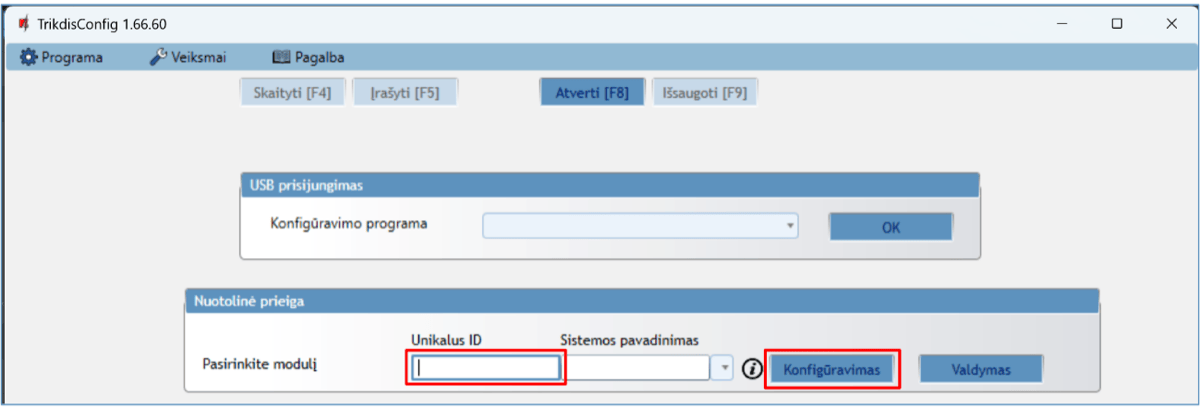 TrikdisConfig 1.66.60
Programa Veiksmai Pagalba
Skaityti [F4] Įrašyti [F5] Atverti [F8] Išsaugoti [F9]
USB prisijungimas
Konfigūravimo programa OK
Nuotolinė prieiga
Unikalus ID Sistemos pavadinimas
Pasirinkite modulį i Konfigūravimas Valdymas